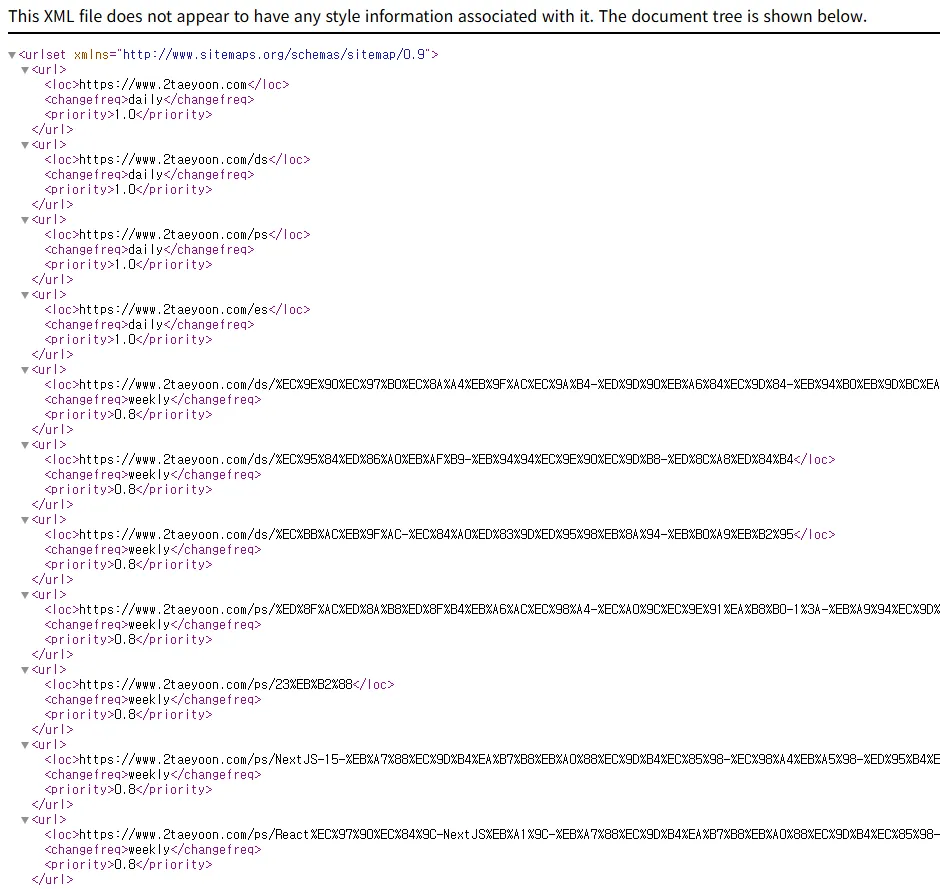 This XML file does not appear to have any style information associated with it. The document tree is shown below.
▼<urlset xmlns="http://www.sitemaps.org/schemas/sitemap/0.9">
▼<url>
<loc>https://www.2taeyoon.com</loc>
<changefreq>daily</changefreq>
<priority>1.0</priority>
</url>
▼<url>
<loc>https://www.2taeyoon.com/ds</loc>
<changefreq>daily</changefreq>
<priority>1.0</priority>
</url>
▼<url>
<loc>https://www.2taeyoon.com/ps</loc>
<changefreq>daily</changefreq>
<priority>1.0</priority>
</url>
▼<url>
<loc>https://www.2taeyoon.com/es</loc>
<changefreq>daily</changefreq>
<priority>1.0</priority>
</url>
▼<url>
<loc>https://www.2taeyoon.com/ds/%EC%9E%90%EC%97%B0%EC%8A%A4%EB%9F%AC%EC%9A%B4-%ED%9D%90%EB%A6%84%EC%9D%84-%EB%94%B0%EB%9D%BC%EA
<changefreq>weekly</changefreq>
<priority>0.8</priority>
</url>
▼<url>
<loc>https://www.2taeyoon.com/ds/%EC%95%84%ED%86%A0%EB%AF%B9-%EB%94%94%EC%9E%90%EC%9D%B8-%ED%8C%A8%ED%84%B4</loc>
<changefreq>weekly</changefreq>
<priority>0.8</priority>
</url>
▼<url>
<loc>https://www.2taeyoon.com/ds/%EC%BB%AC%EB%9F%AC-%EC%84%A0%ED%83%9D%ED%95%98%EB%8A%94-%EB%B0%A9%EB%B2%95</loc>
<changefreq>weekly</changefreq>
<priority>0.8</priority>
</url>
▼<url>
<loc>https://www.2taeyoon.com/ps/%ED%8F%AC%ED%8A%B8%ED%8F%B4%EB%A6%AC%EC%98%A4-%EC%A0%9C%EC%9E%91%EA%B8%B0-1%3A-%EB%A9%94%EC%9D%
<changefreq>weekly</changefreq>
<priority>0.8</priority>
</url>
▼<url>
<loc>https://www.2taeyoon.com/ps/23%EB%B2%88</loc>
<changefreq>weekly</changefreq>
<priority>0.8</priority>
</url>
▼<url>
<loc>https://www.2taeyoon.com/ps/NextJS-15-%EB%A7%88%EC%9D%B4%EA%B7%B8%EB%A0%88%EC%9D%B4%EC%85%98-%EC%98%A4%EB%A5%98-%ED%95%B4%E
<changefreq>weekly</changefreq>
<priority>0.8</priority>
</url>
▼<url>
<loc>https://www.2taeyoon.com/ps/React%EC%97%90%EC%84%9C-NextJS%EB%A1%9C-%EB%A7%88%EC%9D%B4%EA%B7%B8%EB%A0%88%EC%9D%B4%EC%85%98-
<changefreq>weekly</changefreq>
<priority>0.8</priority>
</url>